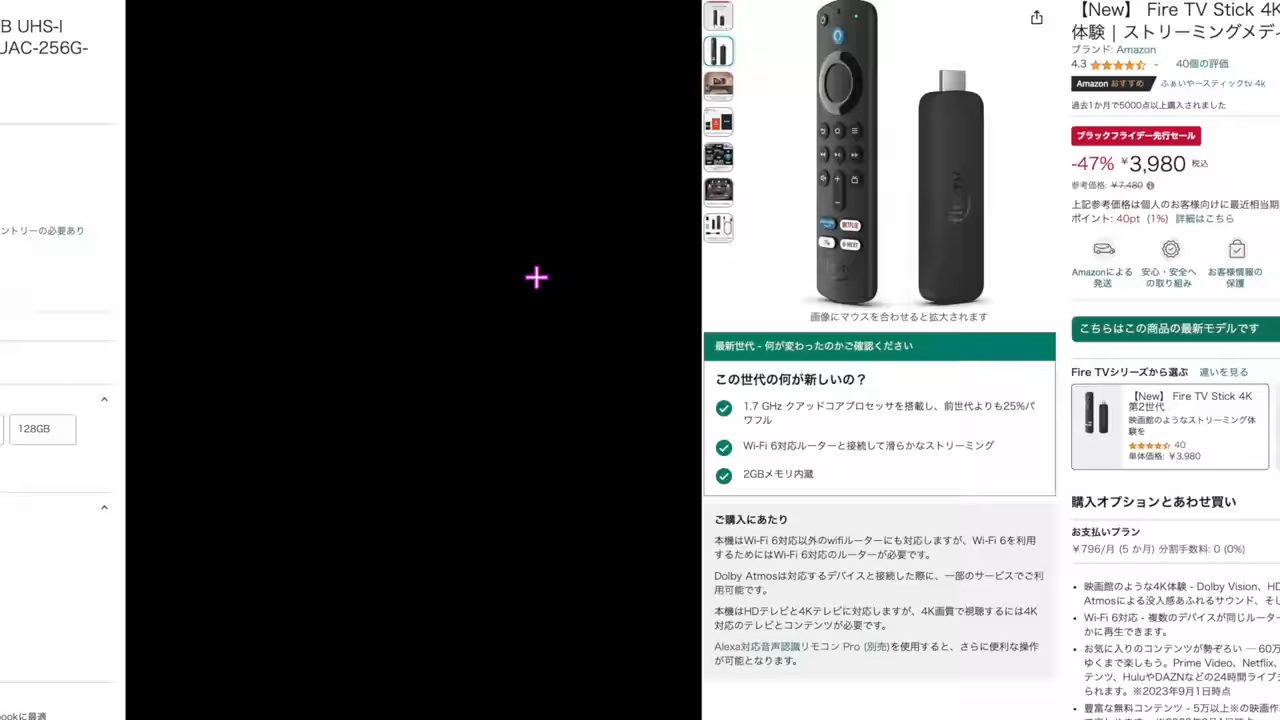 B UHS-I
UAC-256G-
ントリーの必要あり
128GB
ookに最適
NETFLIX
画像にマウスを合わせると拡大されます
最新世代 - 何が変わったのかご確認ください
この世代の何が新しいの？
1.7 GHz クアッドコアプロセッサを搭載し、前世代よりも25%パ
ワフル
Wi-Fi 6対応ルーターと接続して滑らかなストリーミング
2GBメモリ内蔵
ご購入にあたり
本機はWi-Fi 6対応以外のwifiルーターにも対応しますが、Wi-Fi 6を利用
するためにはWi-Fi 6対応のルーターが必要です。
Dolby Atmosは対応するデバイスと接続した際に、一部のサービスでご利
用可能です。
本機はHDテレビと4Kテレビに対応しますが、4K画質で視聴するには4K
対応のテレビとコンテンツが必要です。
Alexa対応音声認識リモコン Pro (別売)を使用すると、さらに便利な操作
が可能となります。
【New】 Fire TV Stick 4K
体験 | ストリーミングメディ
ブランド: Amazon
4.3 40個の評価
Amazon おすすめ ふぁいやースティックtv 4k
過去1か月で5000点以上購入されました
ブラックフライデー先行セール
-47% ￥3,980 税込
参考価格: ￥7,480
上記参考価格は個人のお客様向けに最近相当期
ポイント: 40pt (1%) 詳細はこちら
Amazonによる
発送
安心・安全へ
の取り組み
お客様情報の
保護
こちらはこの商品の最新モデルです
Fire TVシリーズから選ぶ 違いを見る
【New】 Fire TV Stick 4K
第2世代
映画館のようなストリーミング体
験を
40
単体価格: ￥3,980
購入オプションとあわせ買い
お支払いプラン
￥796/月 (5 か月) 分割手数料: 0 (0%)
映画館のような4K体験 - Dolby Vision、HD
Atmosによる没入感あふれるサウンド、そし
Wi-Fi 6対応 - 複数のデバイスが同じルーター
かに再生できます。
お気に入りのコンテンツが勢ぞろい — 60万
ゆくまで楽しもう。Prime Video、Netflix、
テンツ、HuluやDAZNなどの24時間ライブ
られます。※2023年9月1日時点
豊富な無料コンテンツ - 5万以上※の映画作